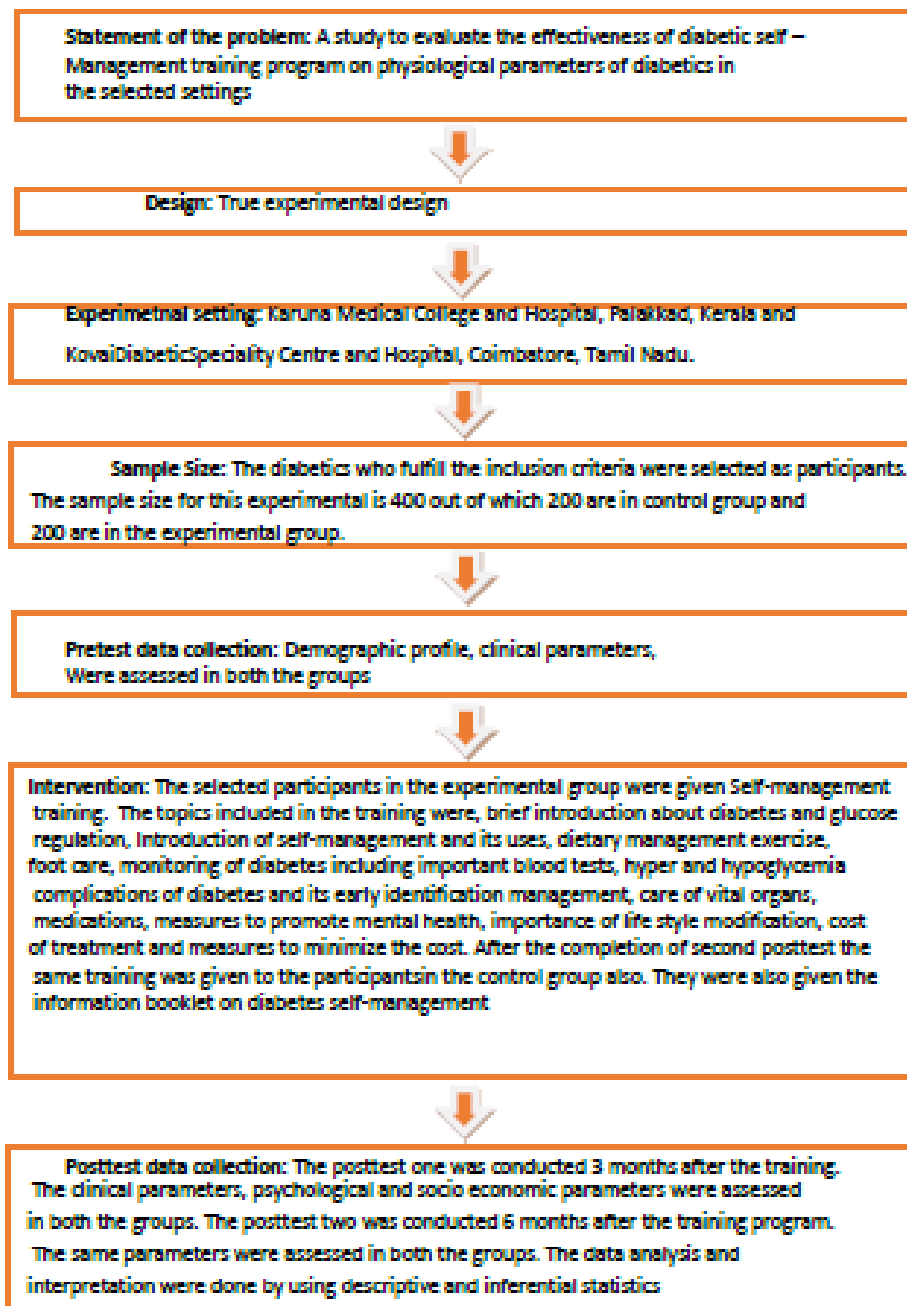 Statement of the problem: A study to evaluate the effectiveness of diabetic self –
Management training program on physiological parameters of diabetics in
the selected settings
Design: True experimental design
Experimetnal setting: Karuna Medical College and Hospital, Palakkad, Kerala and
KovaiDiabeticSpeciality Centre and Hospital, Coimbatore, Tamil Nadu.
Sample Size: The diabetics who fulfill the inclusion criteria were selected as participants.
The sample size for this experimental is 400 out of which 200 are in control group and
200 are in the experimental group.
Pretest data collection: Demographic profile, clinical parameters,
Were assessed in both the groups
Intervention: The selected participants in the experimental group were given Self-management
training. The topics included in the training were, brief introduction about diabetes and glucose
regulation, Introduction of self-management and its uses, dietary management exercise,
foot care, monitoring of diabetes including important blood tests, hyper and hypoglycemia
complications of diabetes and its early identification management, care of vital organs,
medications, measures to promote mental health, importance of life style modification, cost
of treatment and measures to minimize the cost. After the completion of second posttest the
same training was given to the participantsin the control group also. They were also given the
information booklet on diabetes self-management
Posttest data collection: The posttest one was conducted 3 months after the training.
The clinical parameters, psychological and socio economic parameters were assessed
in both the groups. The posttest two was conducted 6 months after the training program.
The same parameters were assessed in both the groups. The data analysis and
interpretation were done by using descriptive and inferential statistics